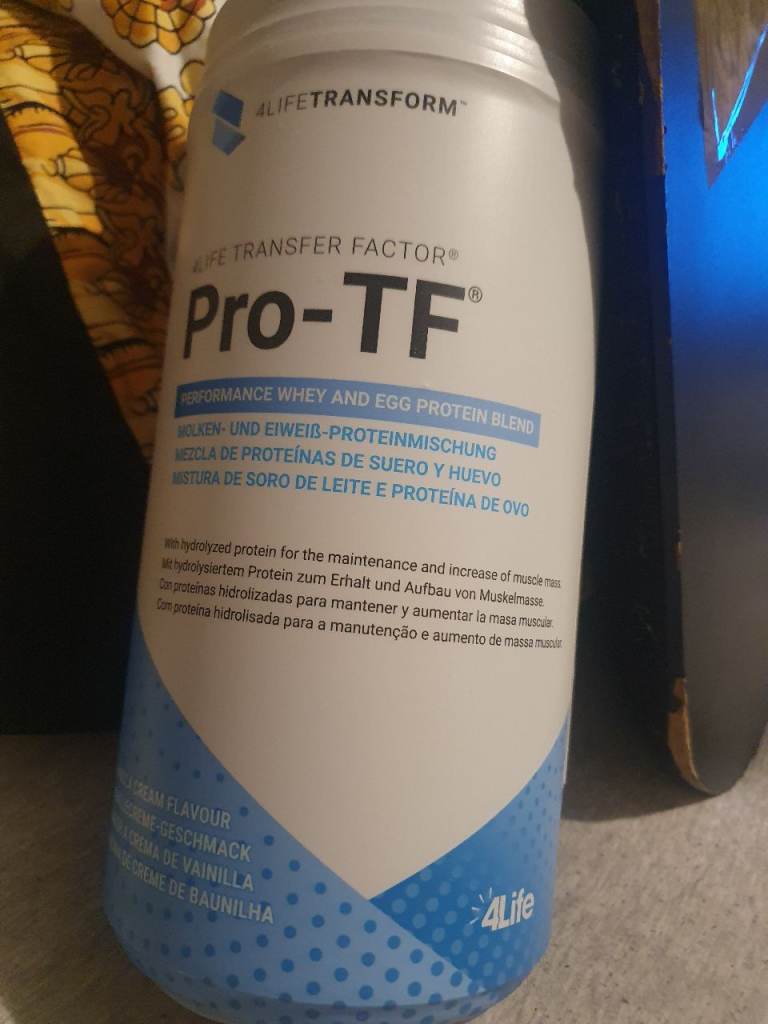 4LIFETRANSFORM™
4LIFE TRANSFER FACTOR®
Pro-TF®
PERFORMANCE WHEY AND EGG PROTEIN BLEND
MOLKEN- UND EIWEIß-PROTEINMISCHUNG
MEZCLA DE PROTEÍNAS DE SUERO Y HUEVO
MISTURA DE SORO DE LEITE E PROTEÍNA DE OVO
With hydrolyzed protein for the maintenance and increase of muscle mass.
Mit hydrolysiertem Protein zum Erhalt und Aufbau von Muskelmasse.
Con proteínas hidrolizadas para mantener y aumentar la masa muscular.
Com proteína hidrolisada para a manutenção e aumento de massa muscular.
CREAM FLAVOUR
-GESCHMACK
A CREMA DE VAINILLA
DE CREME DE BAUNILHA
4Life